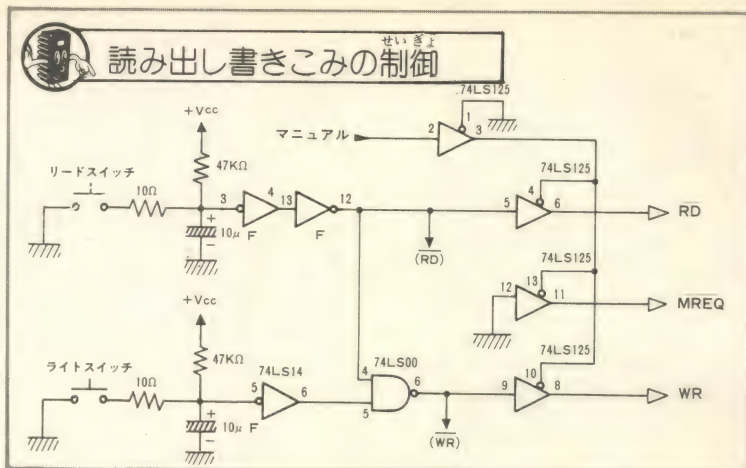 せいぎょ
読み出し書きこみの制御
.74LS125
+Vcc
マニュアル
2
1
3
リードスイッチ
10Ω
47KΩ
74LS125
3
4
13
12
5
4
6
RD
+
10μ
F
F
−
(RD)
74LS125
+Vcc
12
13
11
MREQ
47KΩ
74LS00
74LS125
ライトスイッチ
10Ω
74LS14
4
10
5
6
6
9
8
WR
5
+
10μ
F
−
(WR)